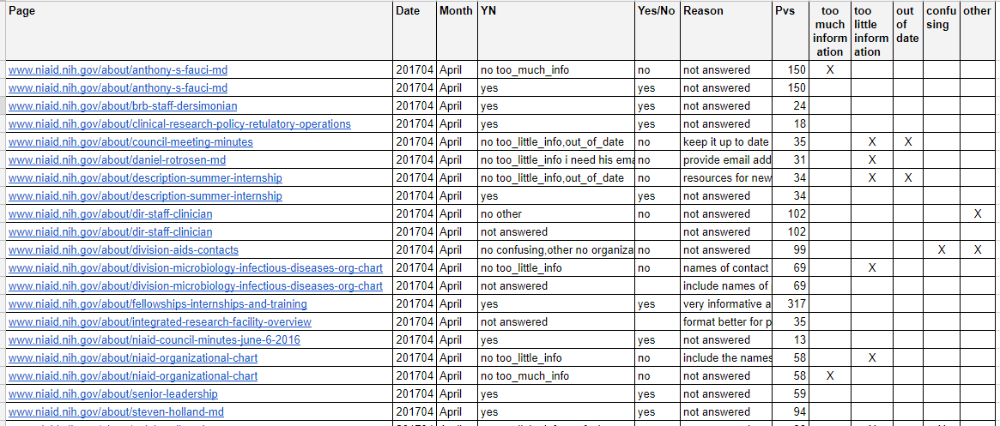 Page Date Month YN Yes/No Reason Pvs too much information too little information out of date confusing other
www.niaid.nih.gov/about/anthony-s-fauci-md 201704 April no too_much_info no not answered 150 X
www.niaid.nih.gov/about/anthony-s-fauci-md 201704 April yes yes not answered 150
www.niaid.nih.gov/about/brb-staff-dersimonian 201704 April yes yes not answered 24
www.niaid.nih.gov/about/clinical-research-policy-retulatory-operations 201704 April yes yes not answered 18
www.niaid.nih.gov/about/council-meeting-minutes 201704 April no too_little_info,out_of_date no keep it up to date 35 X X
www.niaid.nih.gov/about/daniel-rotrosen-md 201704 April no too_little_info i need his ema no provide email add 31 X
www.niaid.nih.gov/about/description-summer-internship 201704 April no too_little_info,out_of_date no resources for new 34 X X
www.niaid.nih.gov/about/description-summer-internship 201704 April yes yes not answered 34
www.niaid.nih.gov/about/dir-staff-clinician 201704 April no other no not answered 102 X
www.niaid.nih.gov/about/dir-staff-clinician 201704 April not answered not answered 102
www.niaid.nih.gov/about/division-aids-contacts 201704 April no confusing,other no organiza no not answered 99 X X
www.niaid.nih.gov/about/division-microbiology-infectious-diseases-org-chart 201704 April no too_little_info no names of contact 69 X
www.niaid.nih.gov/about/division-microbiology-infectious-diseases-org-chart 201704 April not answered include names of 69
www.niaid.nih.gov/about/fellowships-internships-and-training 201704 April yes yes very informative a 317
www.niaid.nih.gov/about/integrated-research-facility-overview 201704 April not answered format better for p 35
www.niaid.nih.gov/about/niaid-council-minutes-june-6-2016 201704 April yes yes not answered 13
www.niaid.nih.gov/about/niaid-organizational-chart 201704 April no too_little_info no include the names 58 X
www.niaid.nih.gov/about/niaid-organizational-chart 201704 April no too_much_info no not answered 58 X
www.niaid.nih.gov/about/senior-leadership 201704 April yes yes not answered 59
www.niaid.nih.gov/about/steven-holland-md 201704 April yes yes not answered 94